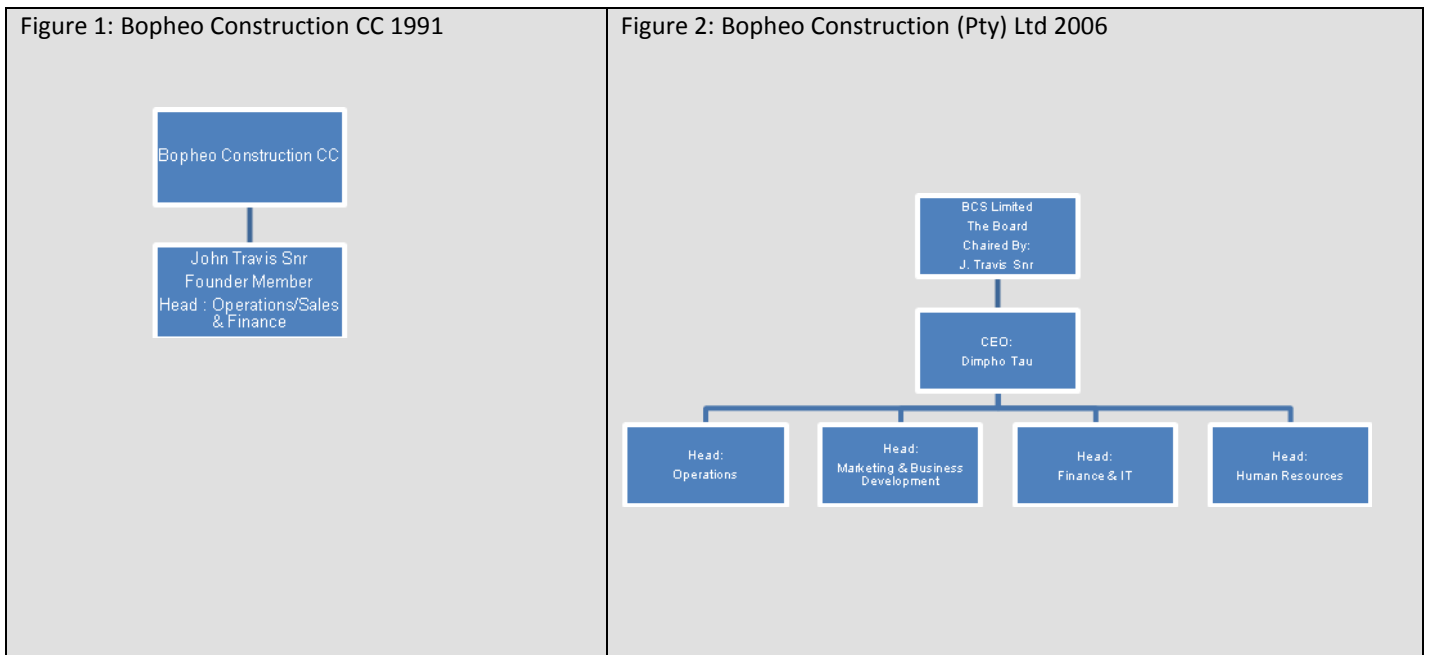 Figure 1: Bopheo Construction CC 1991
Bopheo Construction CC
John Travis Snr
Founder Member
Head : Operations/Sales
& Finance
Figure 2: Bopheo Construction (Pty) Ltd 2006
BCS Limited
The Board
Chaired By:
J. Travis Snr
CEO:
Dimpho Tau
Head:
Operations
Head:
Marketing & Business
Development
Head:
Finance & IT
Head:
Human Resources